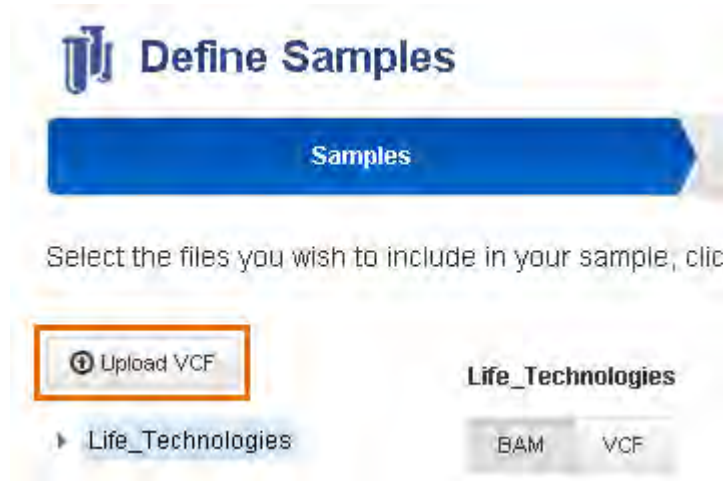 Define Samples
Samples
Select the files you wish to include in your sample, clic
Upload VCF
Life_Technologies
Life_Technologies
BAM VCF